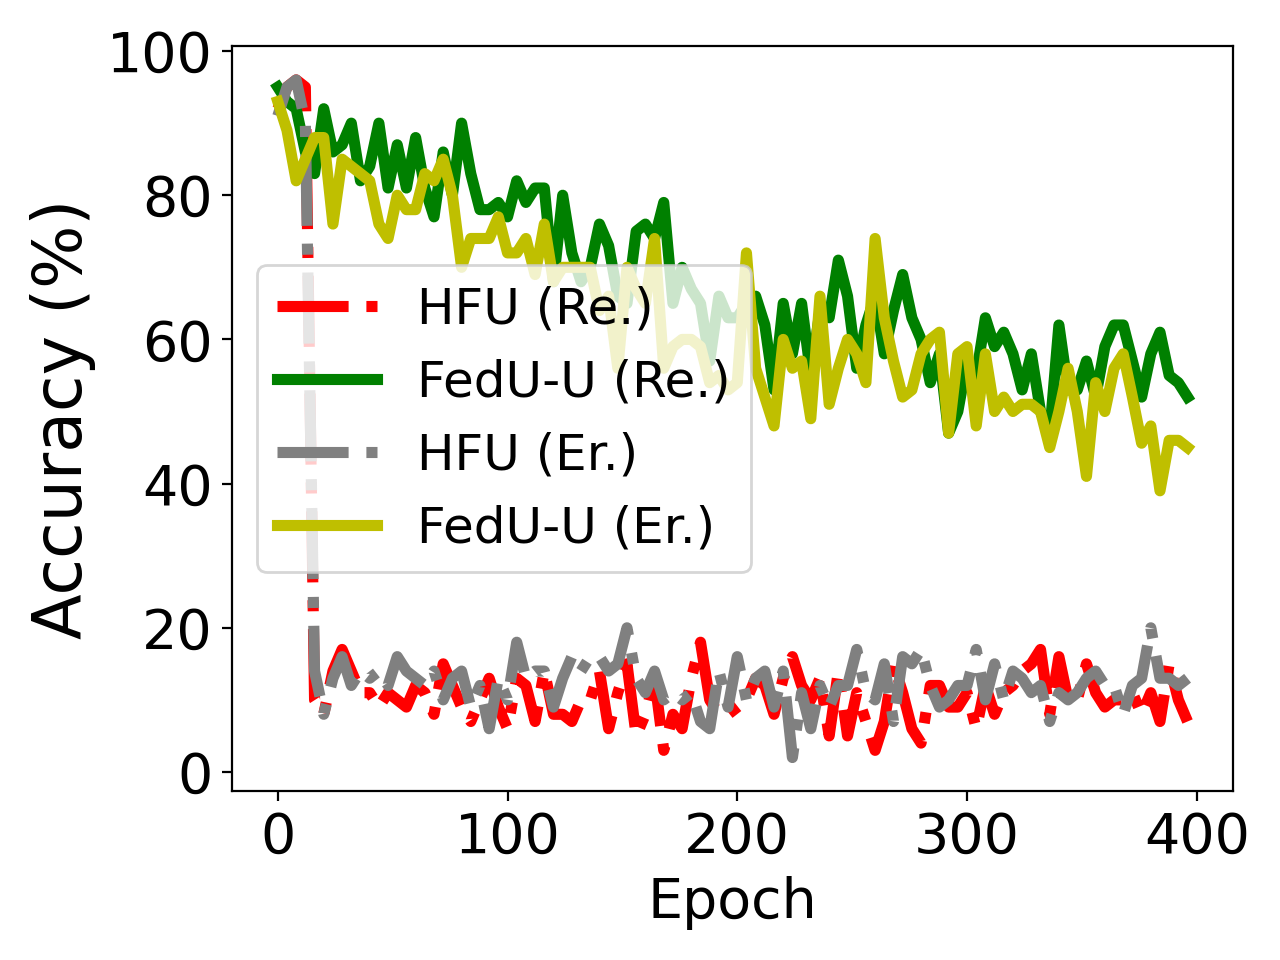 100
80
60
40
20
0
Accuracy (%)
HFU (Re.)
FedU-U (Re.)
HFU (Er.)
FedU-U (Er.)
0 100 200 300 400
Epoch